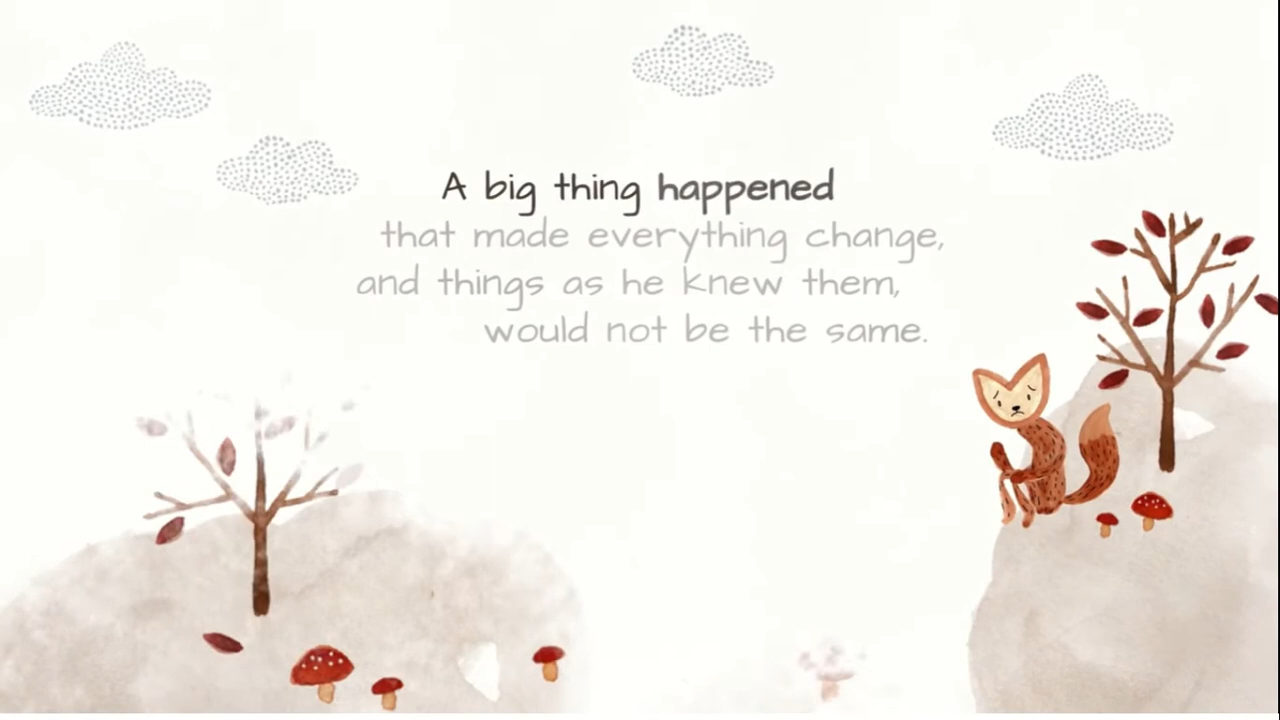 A big thing happened
that made everything change,
and things as he knew them,
would not be the same.